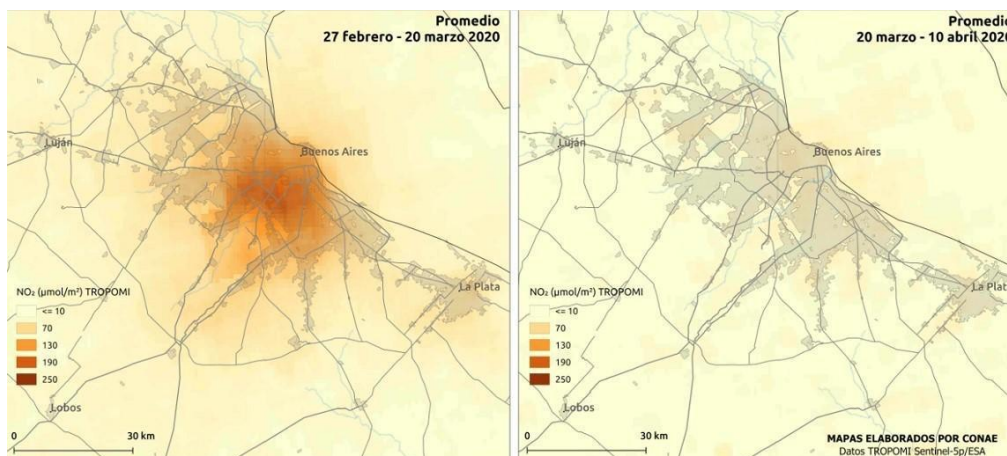 Promedio
27 febrero - 20 marzo 2020
Luján
Buenos Aires
La Plata
NO₂ (µmol/m²) TROPOMI
<= 10
70
130
190
250
Lobos
0 30 km
Promedio
20 marzo - 10 abril 2020
Luján
Buenos Aires
La Plat
NO₂ (µmol/m²) TROPOMI
<= 10
70
130
190
250
Lobos
0 30 km
MAPAS ELABORADOS POR CONAE
Datos TROPOMI Sentinel-5p/ESA